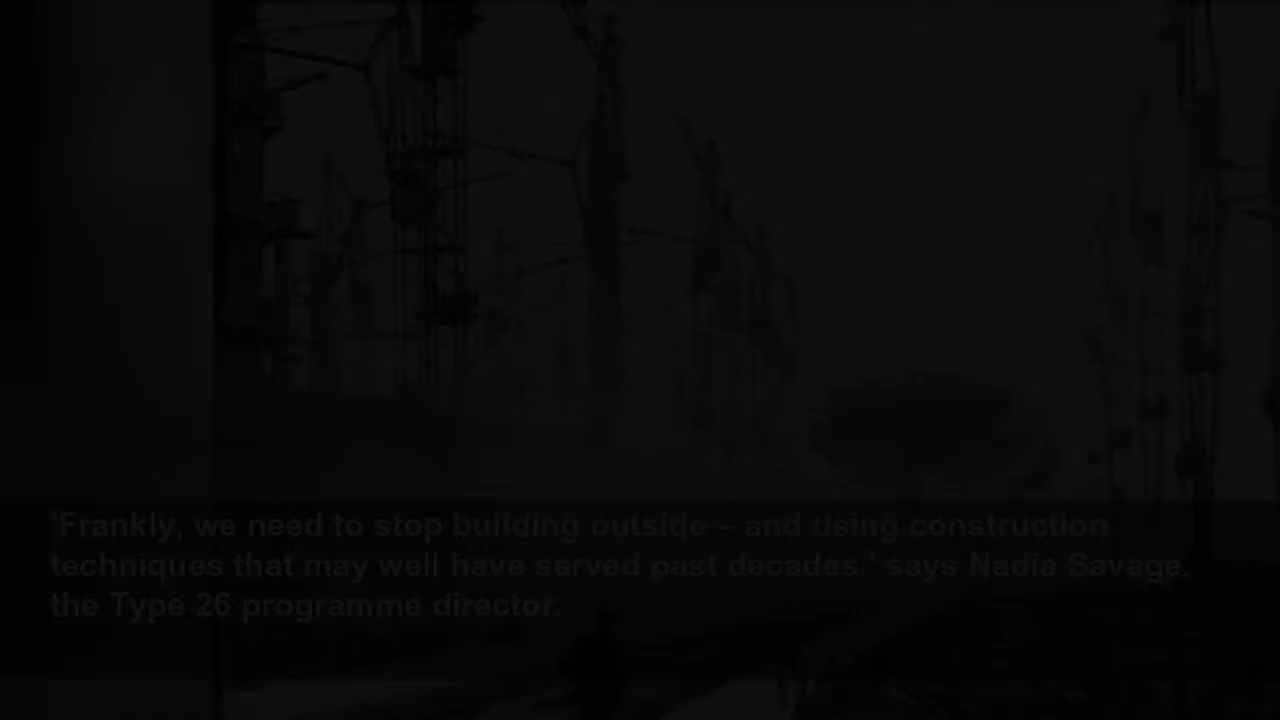 'Frankly, we need to stop building outside – and using construction
techniques that may well have served past decades.' says Nadia Savage,
the Type 26 programme director.